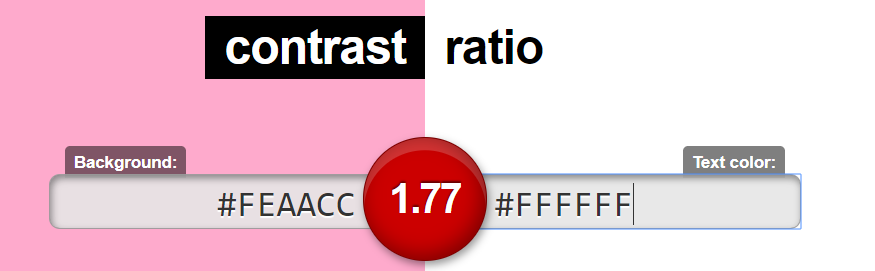 contrast ratio
Background: Text color:
#FEAACC 1.77 #FFFFFF